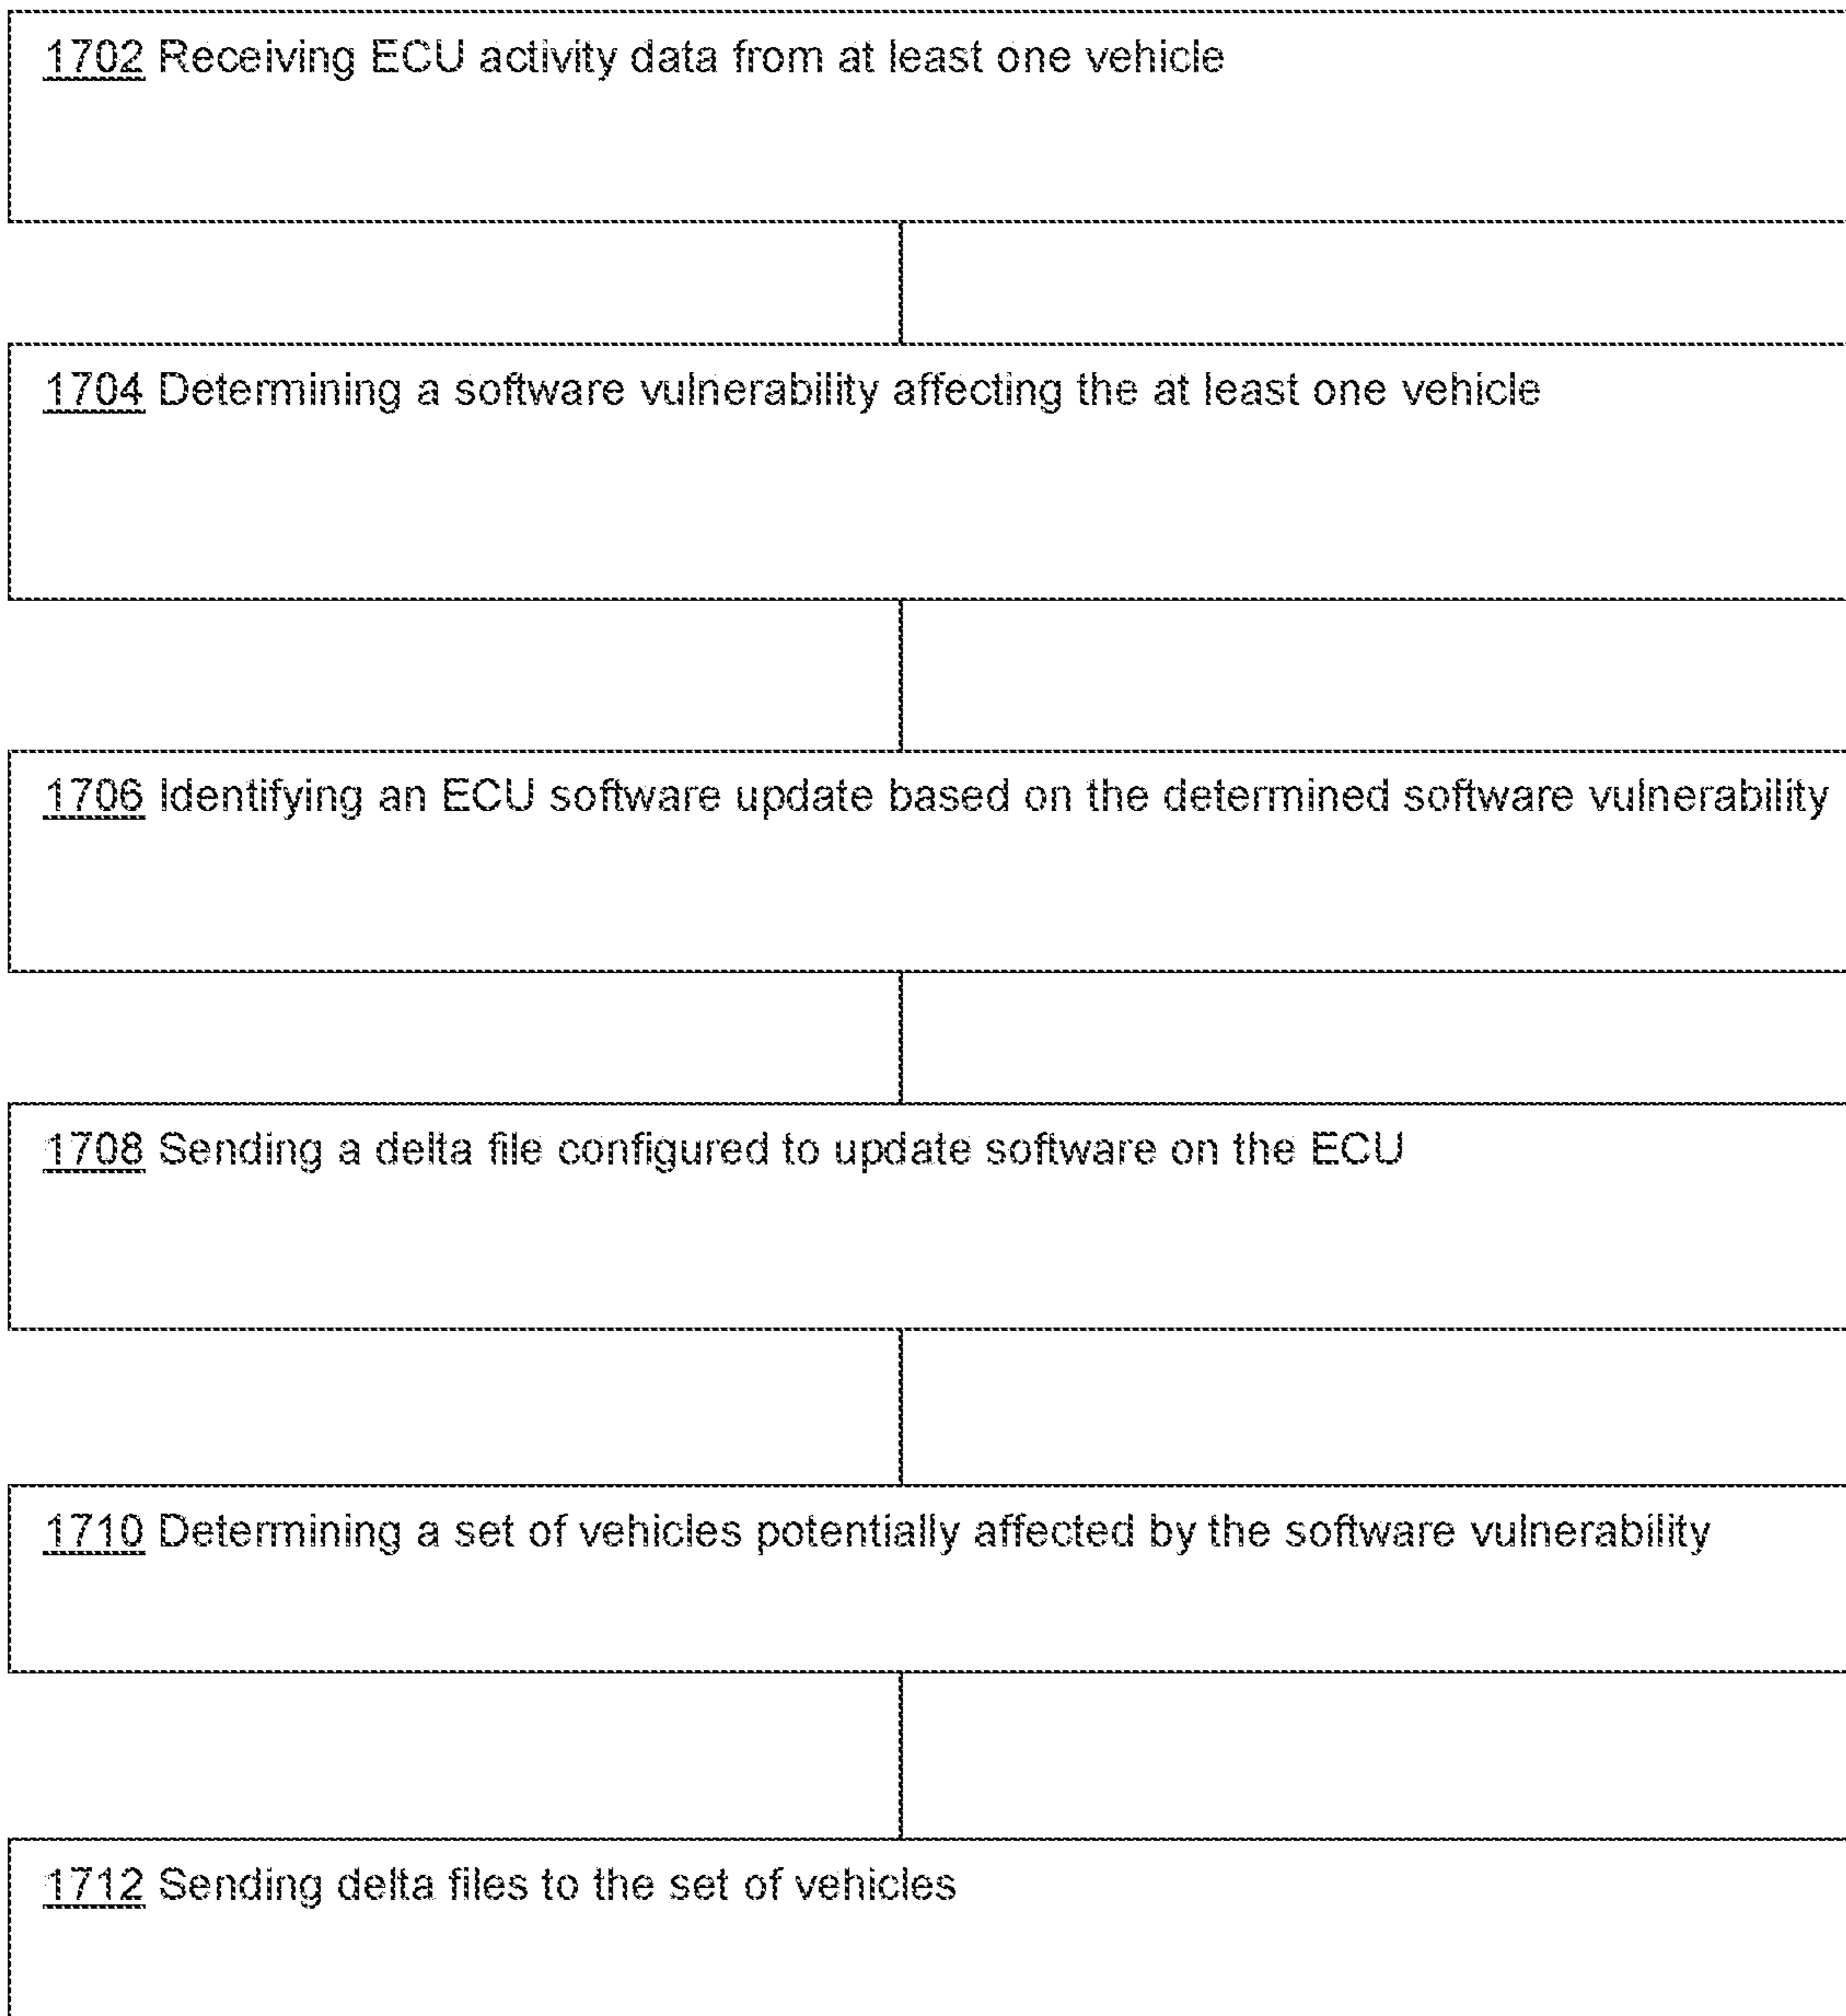 1702 Receiving ECU activity data from at least one vehicle
1704 Determining a software vulnerability affecting the at least one vehicle
1706 Identifying an ECU software update based on the determined software vulnerability
1708 Sending a delta file configured to update software on the ECU
1710 Determining a set of vehicles potentially affected by the software vulnerability
1712 Sending delta files to the set of vehicles